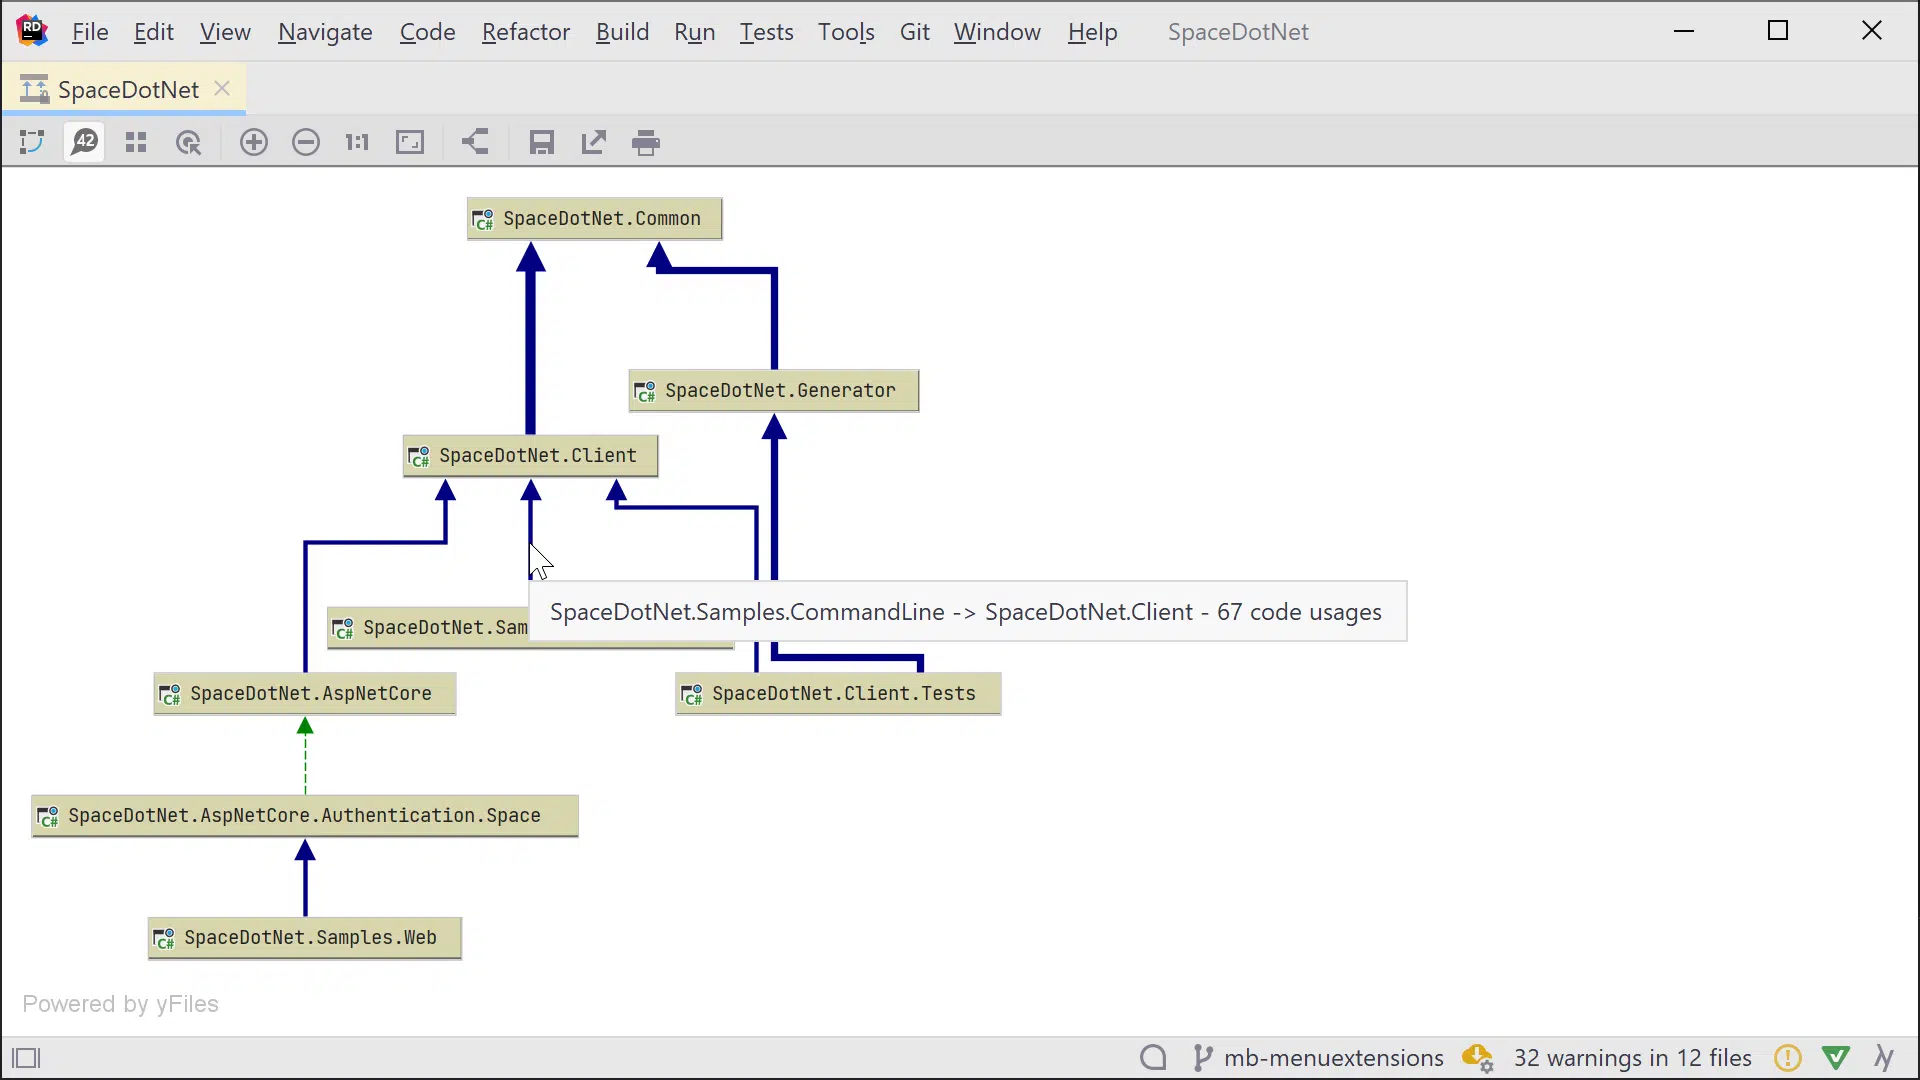 RD
File Edit View Navigate Code Refactor Build Run Tests Tools Git Window Help SpaceDotNet
SpaceDotNet
42 1:1
C# SpaceDotNet.Common
C# SpaceDotNet.Generator
C# SpaceDotNet.Client
SpaceDotNet.Samples.CommandLine -> SpaceDotNet.Client - 67 code usages
C# SpaceDotNet.Sam
C# SpaceDotNet.AspNetCore
C# SpaceDotNet.Client.Tests
C# SpaceDotNet.AspNetCore.Authentication.Space
C# SpaceDotNet.Samples.Web
Powered by yFiles
mb-menuextensions 32 warnings in 12 files